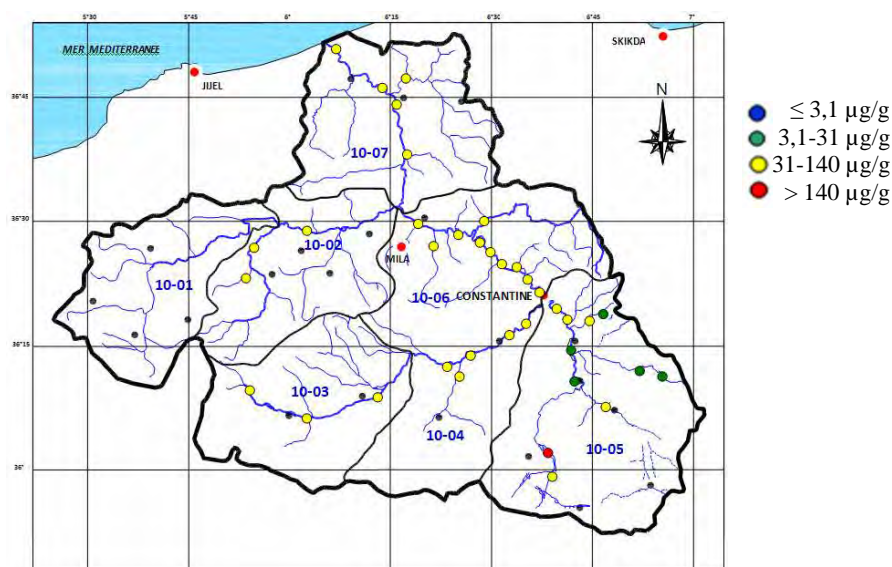 5°30 5°45 6° 6°15 6°30 6°45 7°
MER MEDITERRANEE
SKIKDA
JIJEL
N
36°45
10-07
36°30
10-02
MILA
10-01
10-06
CONSTANTINE
36°15
10-03
10-04
10-05
36°
≤ 3,1 µg/g
3,1-31 µg/g
31-140 µg/g
> 140 µg/g